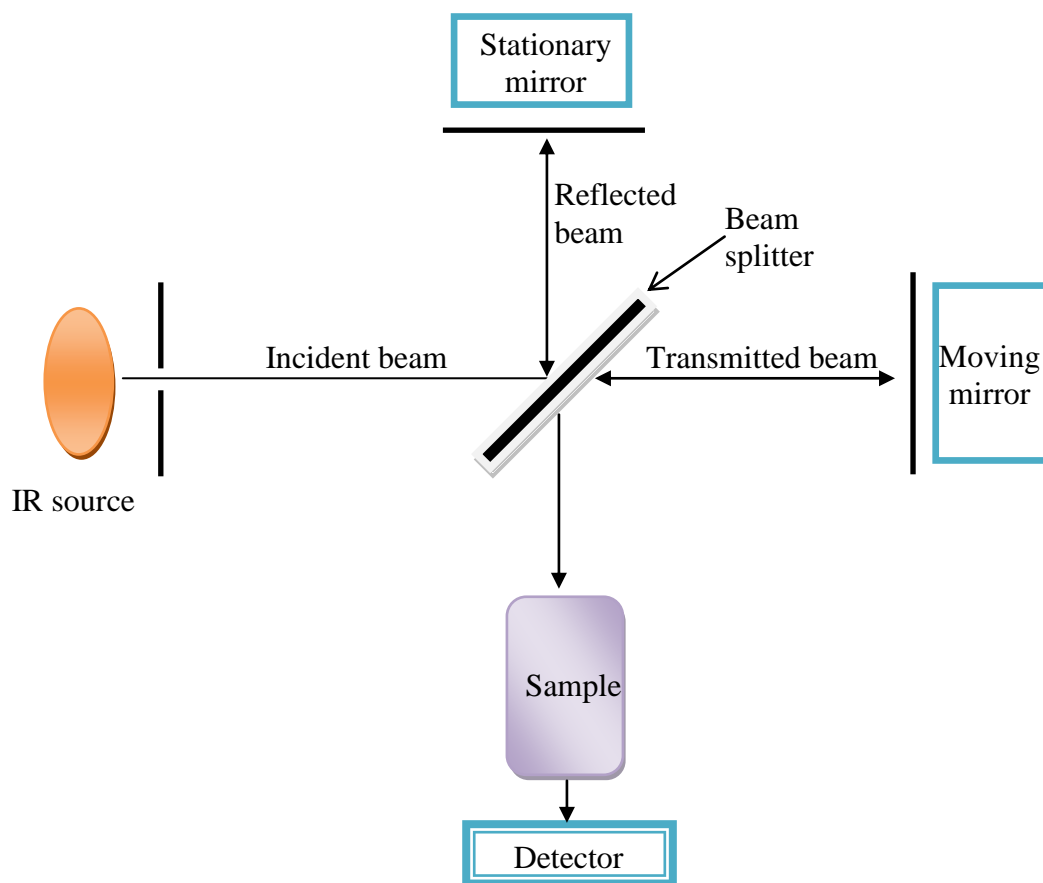 Stationary
mirror
Reflected
beam
Beam
splitter
Incident beam
Transmitted beam
Moving
mirror
IR source
Sample
Detector